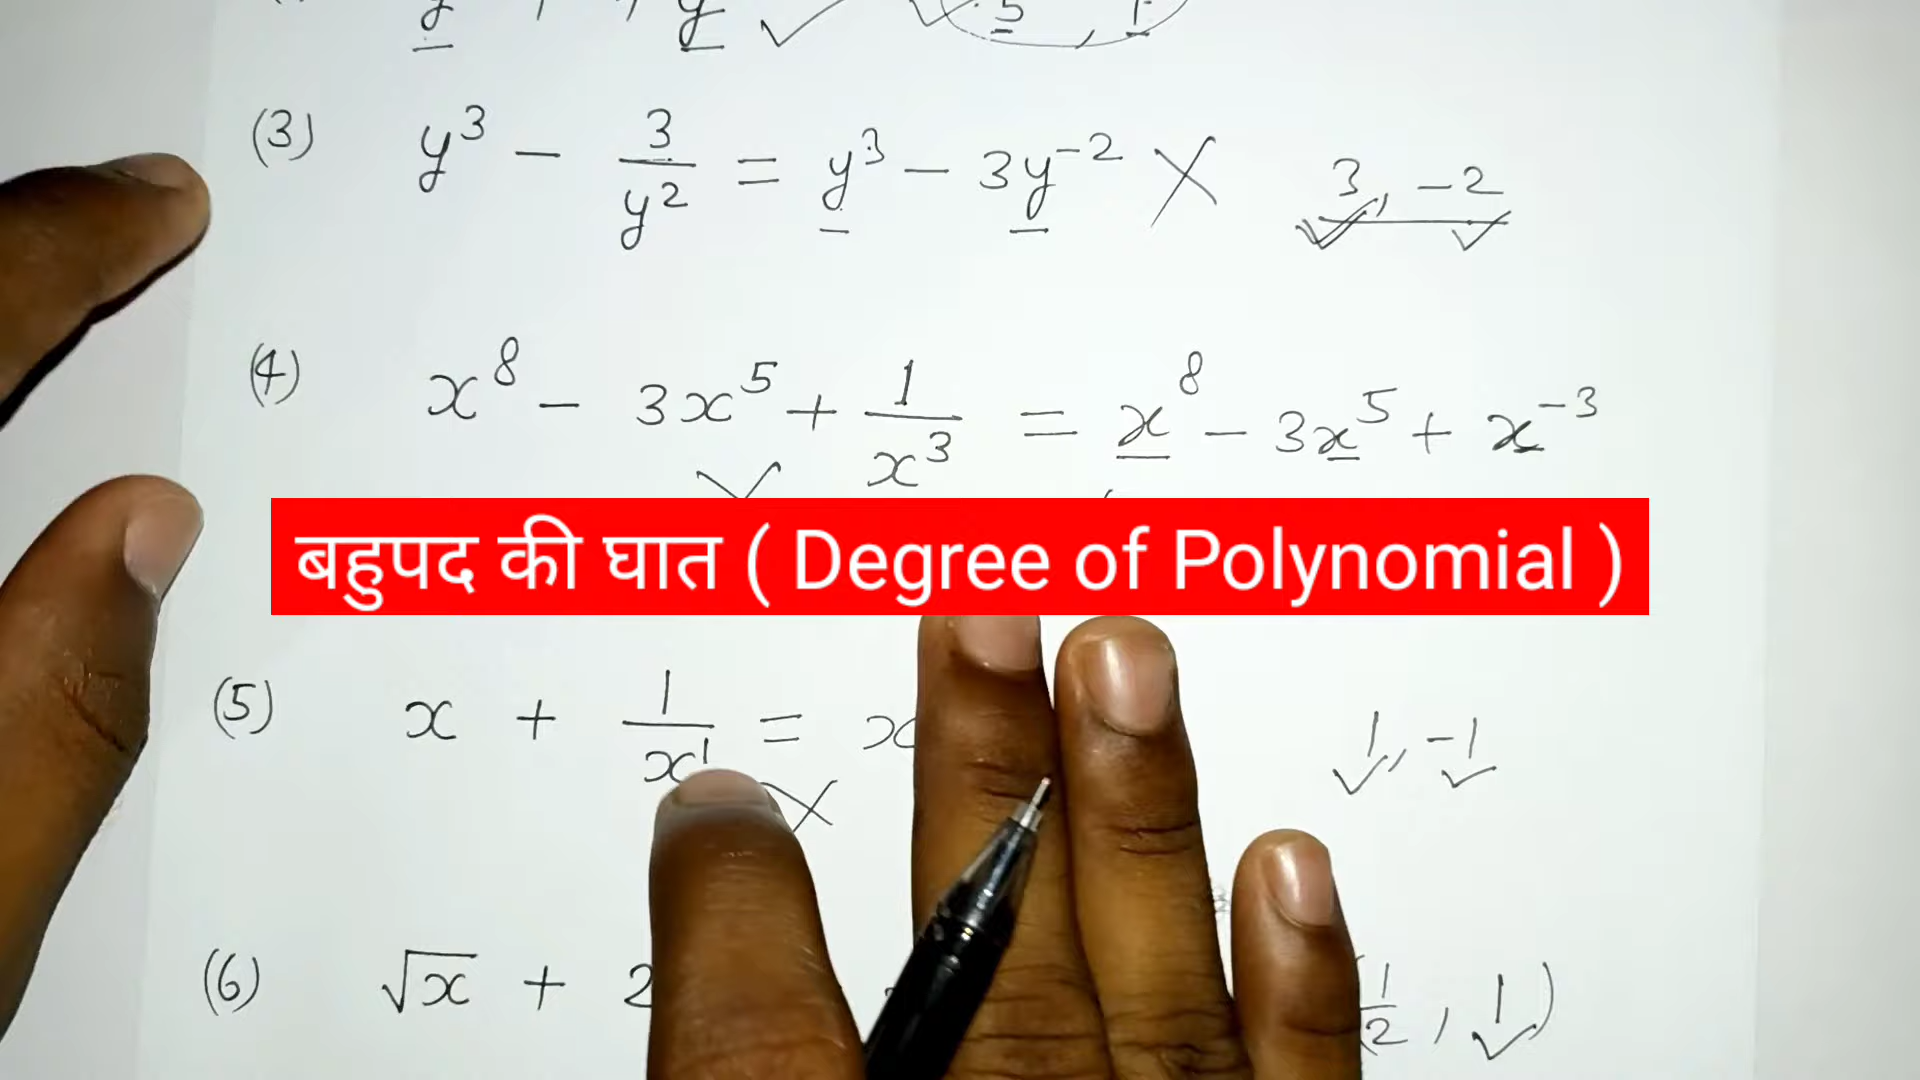 (3) y³ - 3/y² = y³ - 3y⁻² X 3, -2
(4) x⁸ - 3x⁵ + 1/x³ = x⁸ - 3x⁵ + x⁻³
बहुपद की घात ( Degree of Polynomial )
(5) x + 1/x¹ = x 1, -1
(6) √x + 2 (1/2, 1)